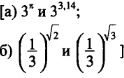 [а) 3^π и 3^3,14;
б) (1/3)^√2 и (1/3)^√3 ]